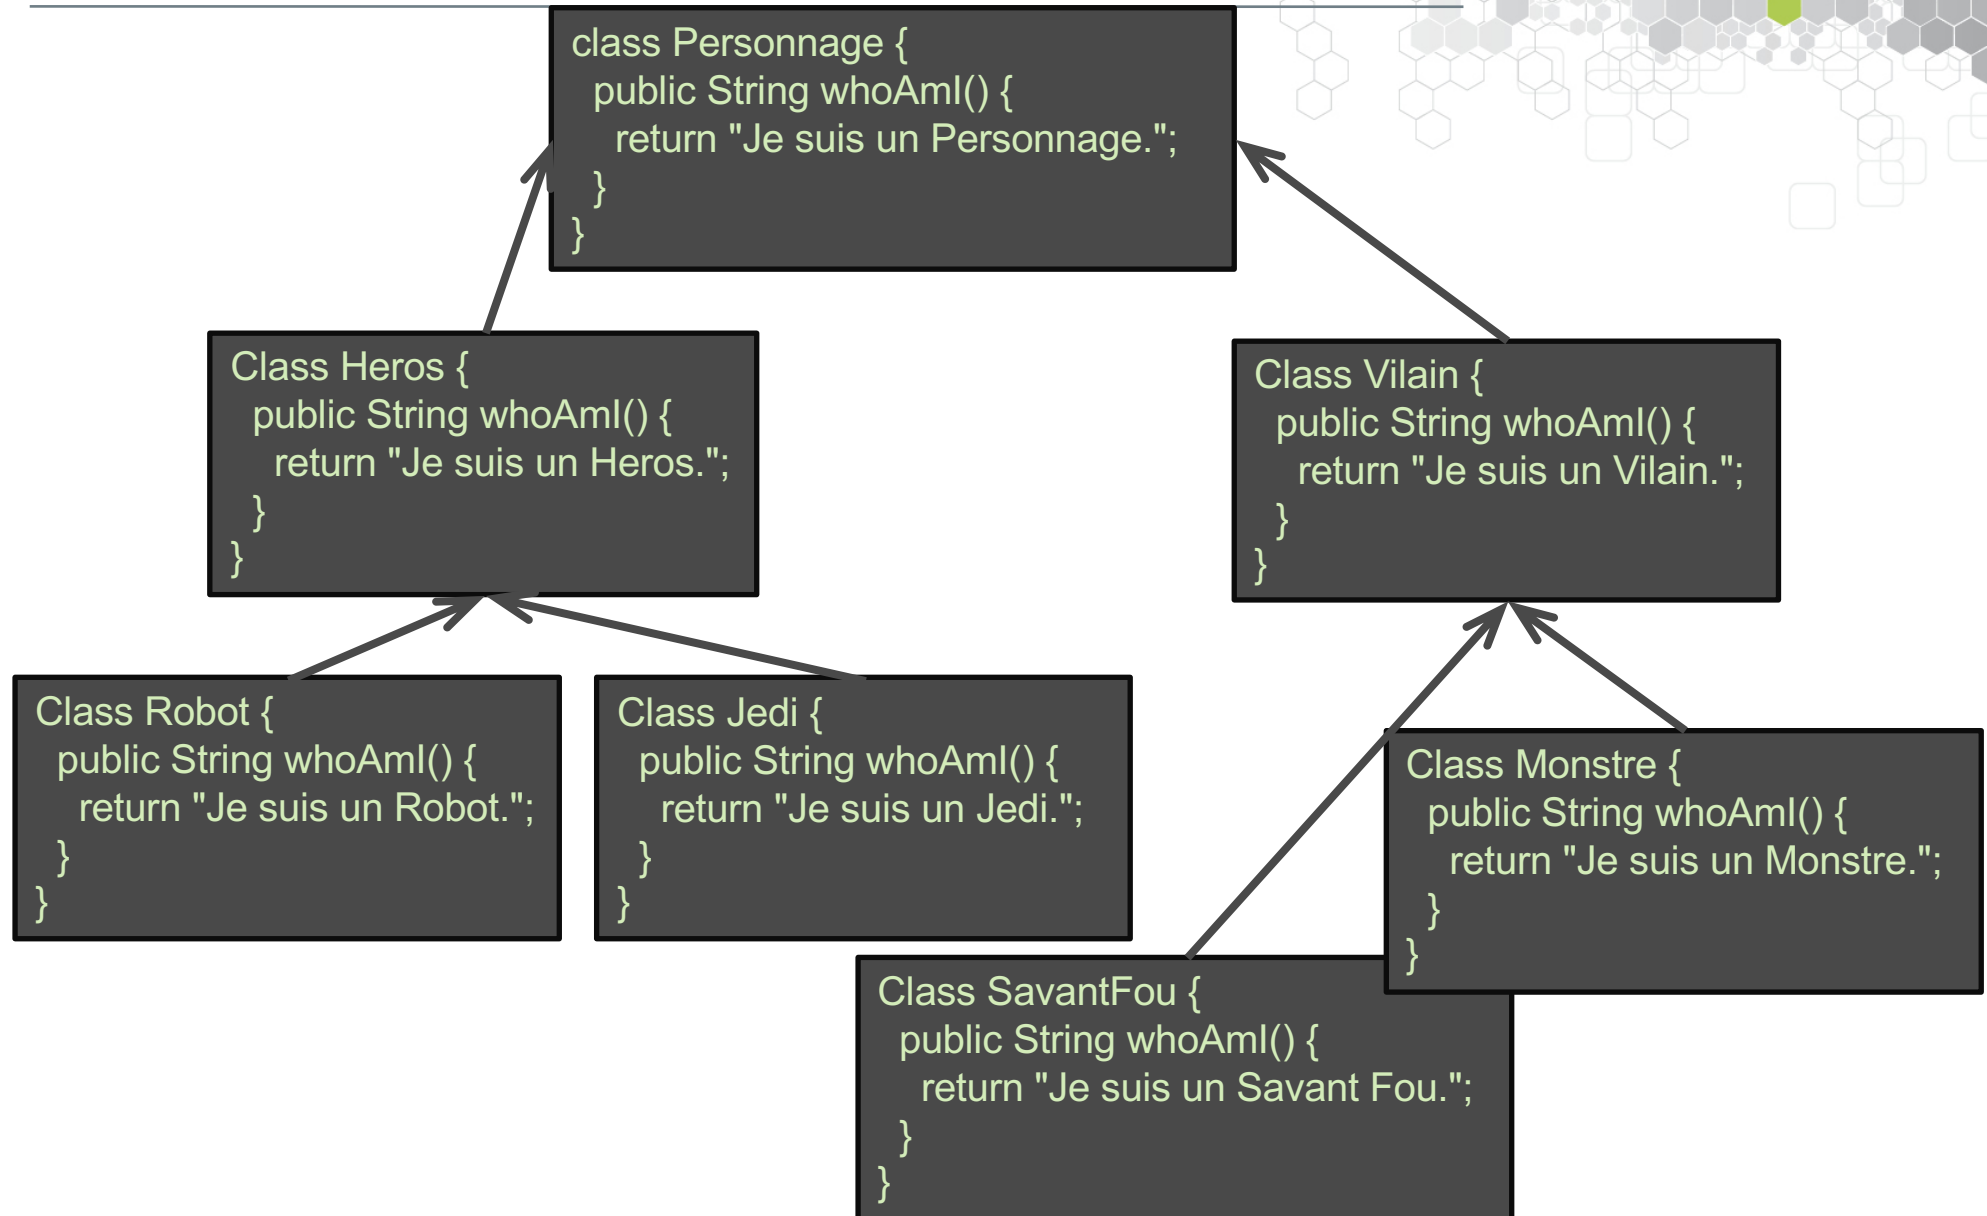 class Personnage {
public String whoAmI() {
return "Je suis un Personnage.";
}
}
Class Heros {
public String whoAmI() {
return "Je suis un Heros.";
}
}
Class Vilain {
public String whoAmI() {
return "Je suis un Vilain.";
}
}
Class Robot {
public String whoAmI() {
return "Je suis un Robot.";
}
}
Class Jedi {
public String whoAmI() {
return "Je suis un Jedi.";
}
}
Class Monstre {
public String whoAmI() {
return "Je suis un Monstre.";
}
}
Class SavantFou {
public String whoAmI() {
return "Je suis un Savant Fou.";
}
}